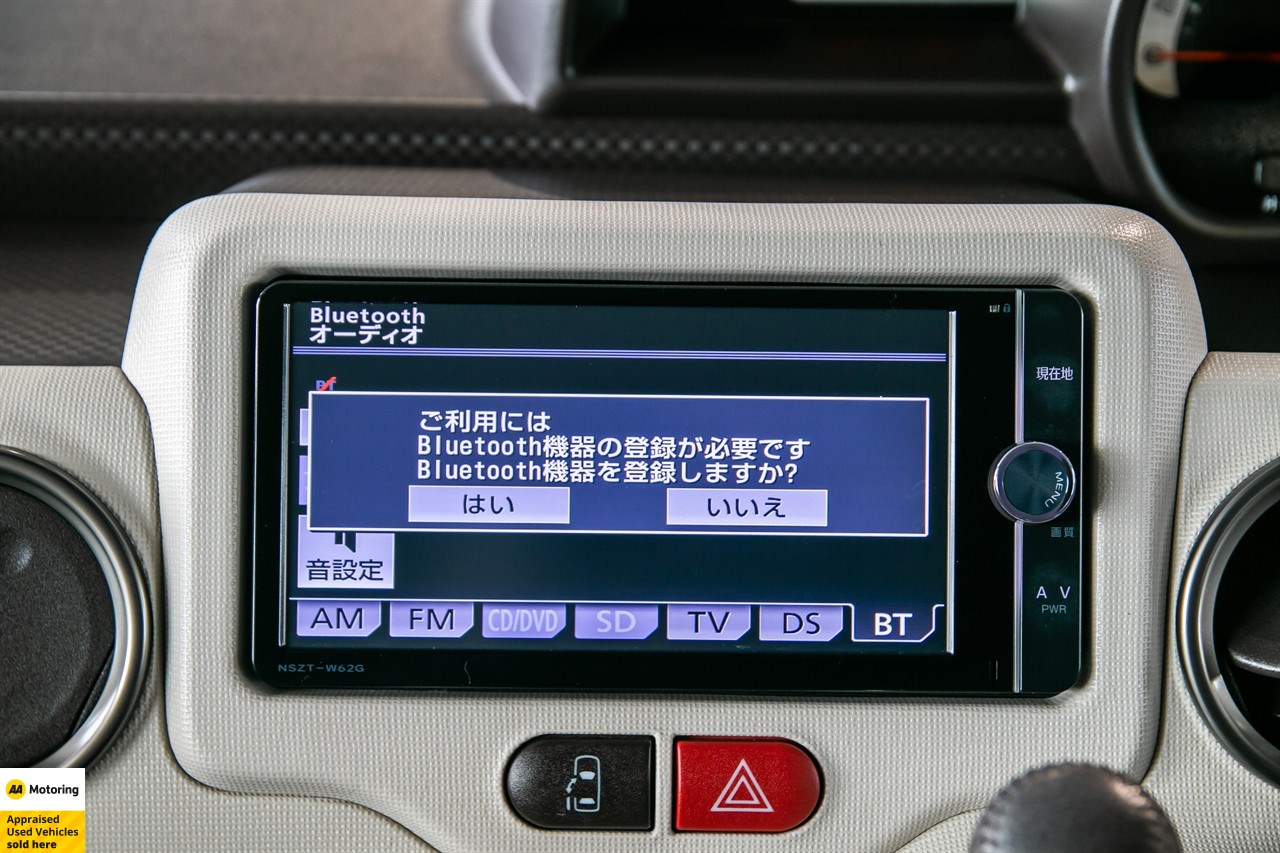 Bluetooth
オーディオ
ご利用には
Bluetooth機器の登録が必要です
Bluetooth機器を登録しますか?
はい
いいえ
音設定
AM
FM
CD/DVD
SD
TV
DS
BT
NSZT-W62G
現在地
MENU
画質
A V
PWR
AA Motoring
Appraised
Used Vehicles
sold here